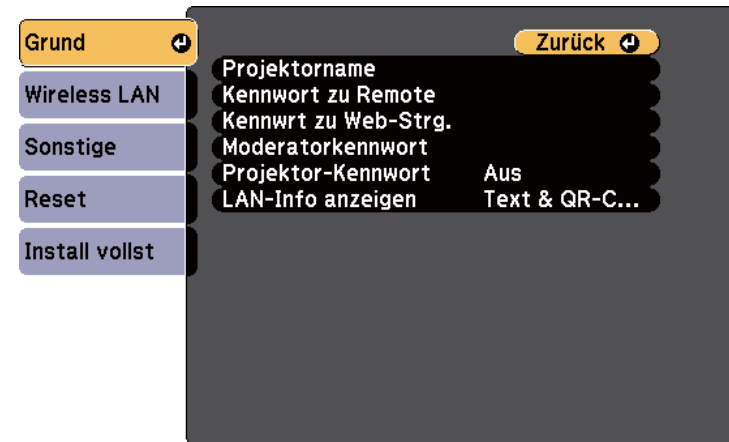 Grund
Wireless LAN
Sonstige
Reset
Install vollst
Zurück
Projektorname
Kennwort zu Remote
Kennwrt zu Web-Strg.
Moderatorkennwort
Projektor-Kennwort Aus
LAN-Info anzeigen Text & QR-C...